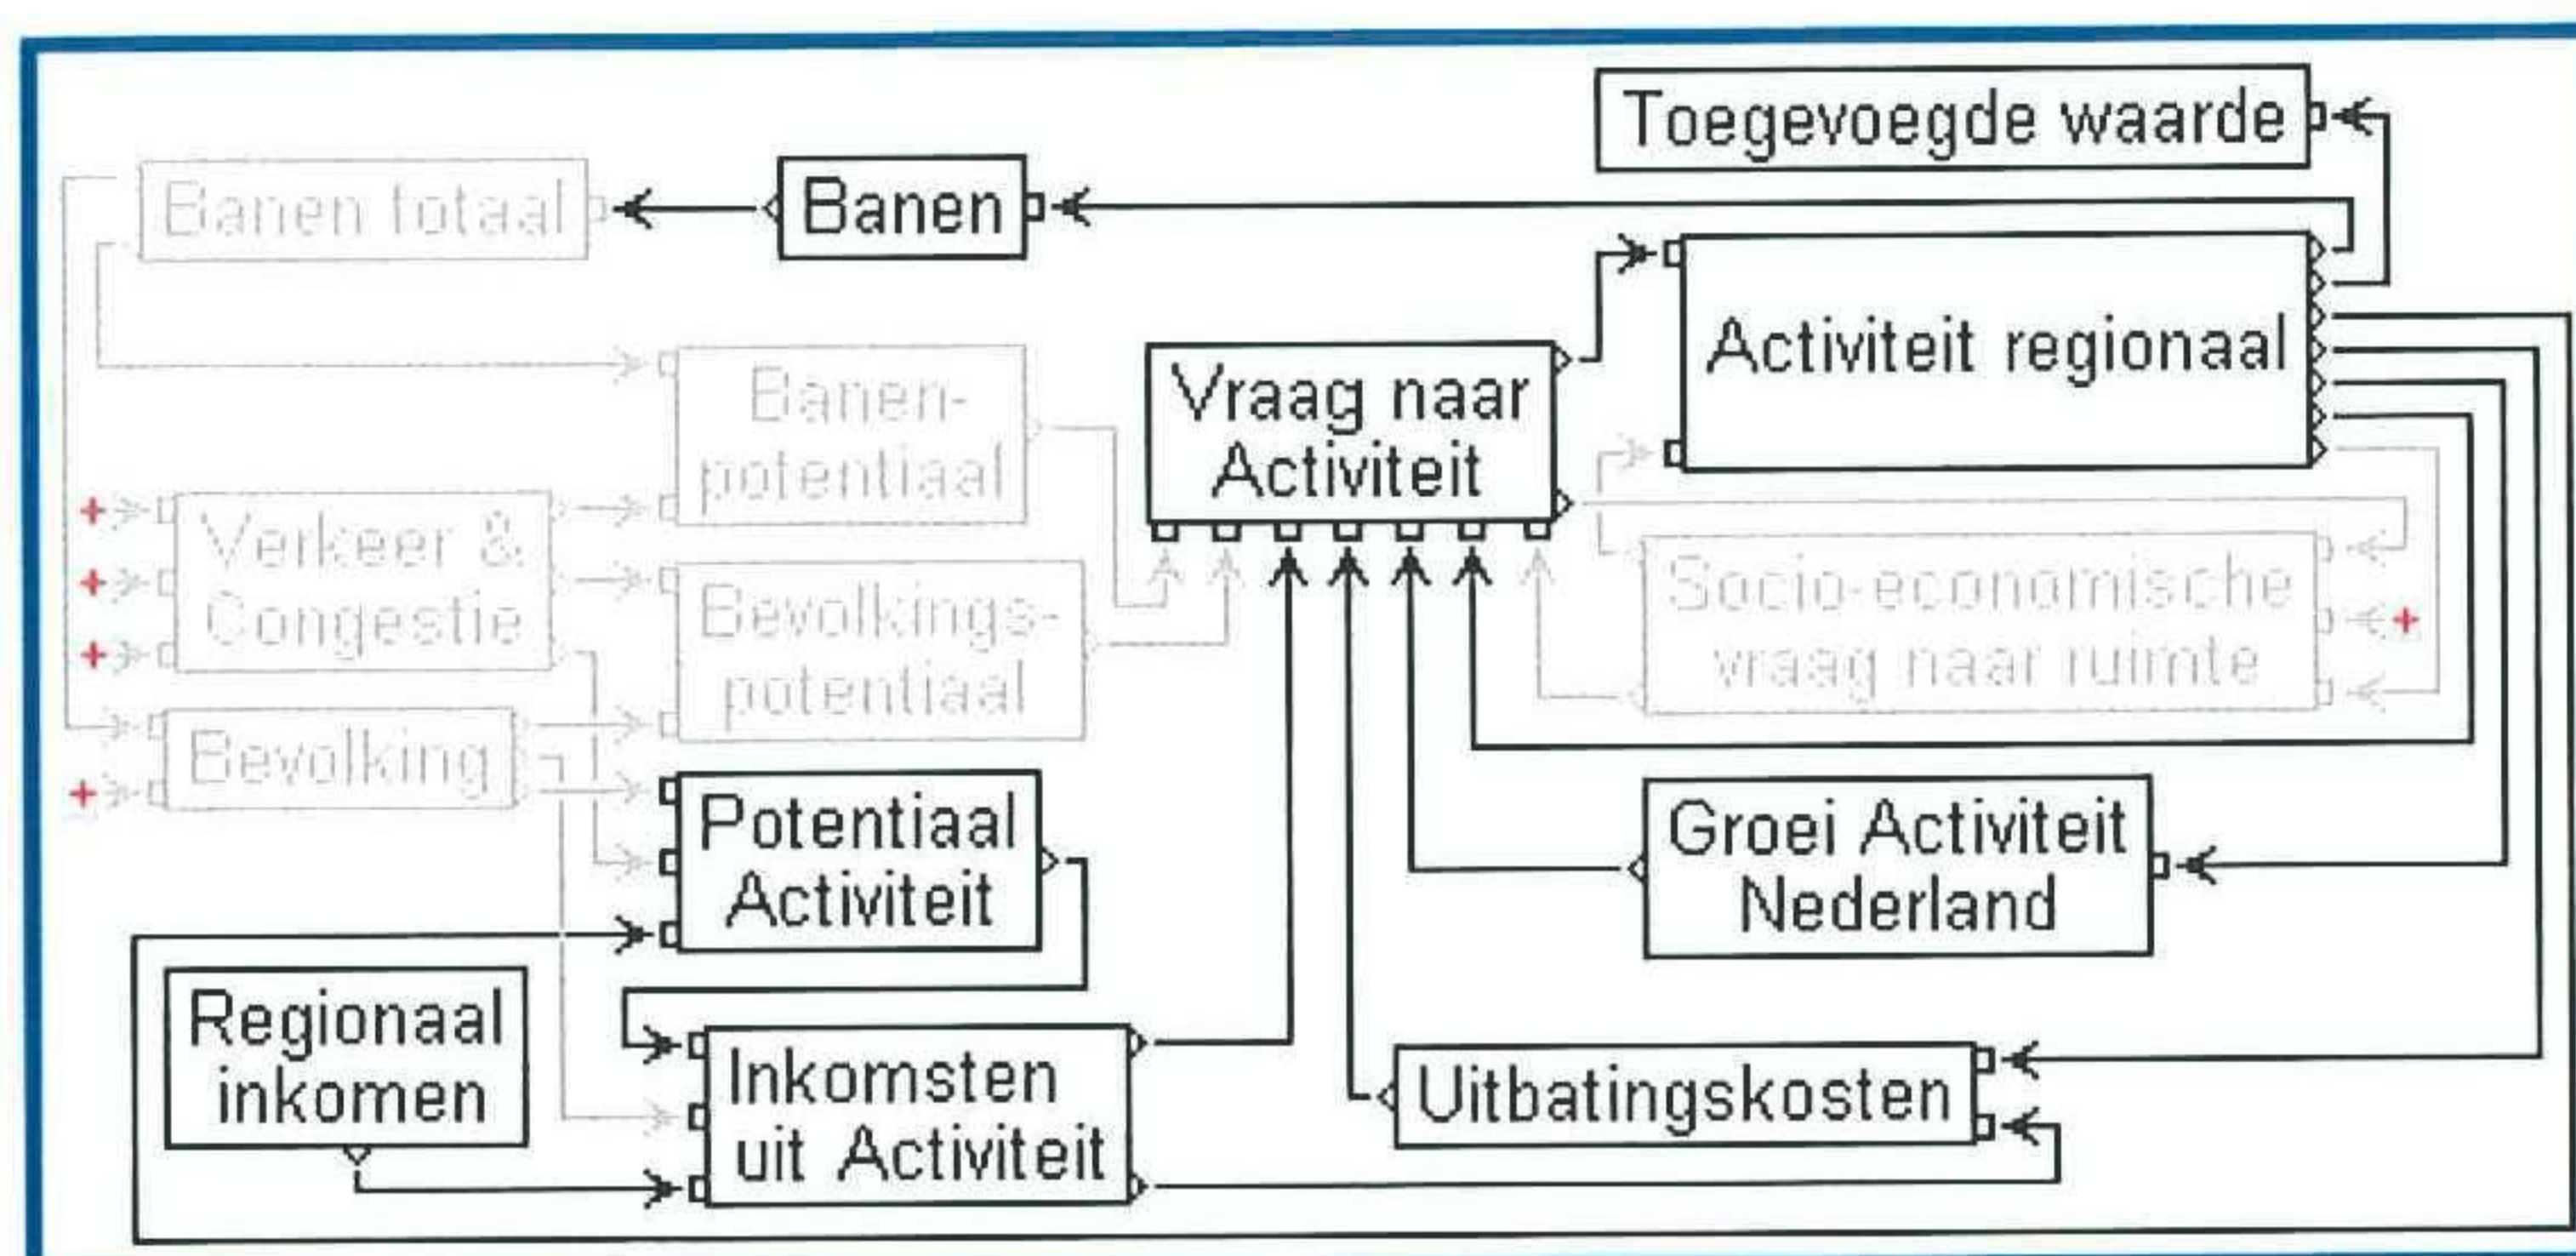 Toegevoegde waarde
Banen totaal
Banen
Activiteit regionaal
Banen-
potentiaal
Vraag naar
Activiteit
Verkeer &
Congestie
Bevolkings-
potentiaal
Socio-economische
vraag naar ruimte
Bevolking
Potentiaal
Activiteit
Groei Activiteit
Nederland
Regionaal
inkomen
Inkomsten
uit Activiteit
Uitbatingskosten